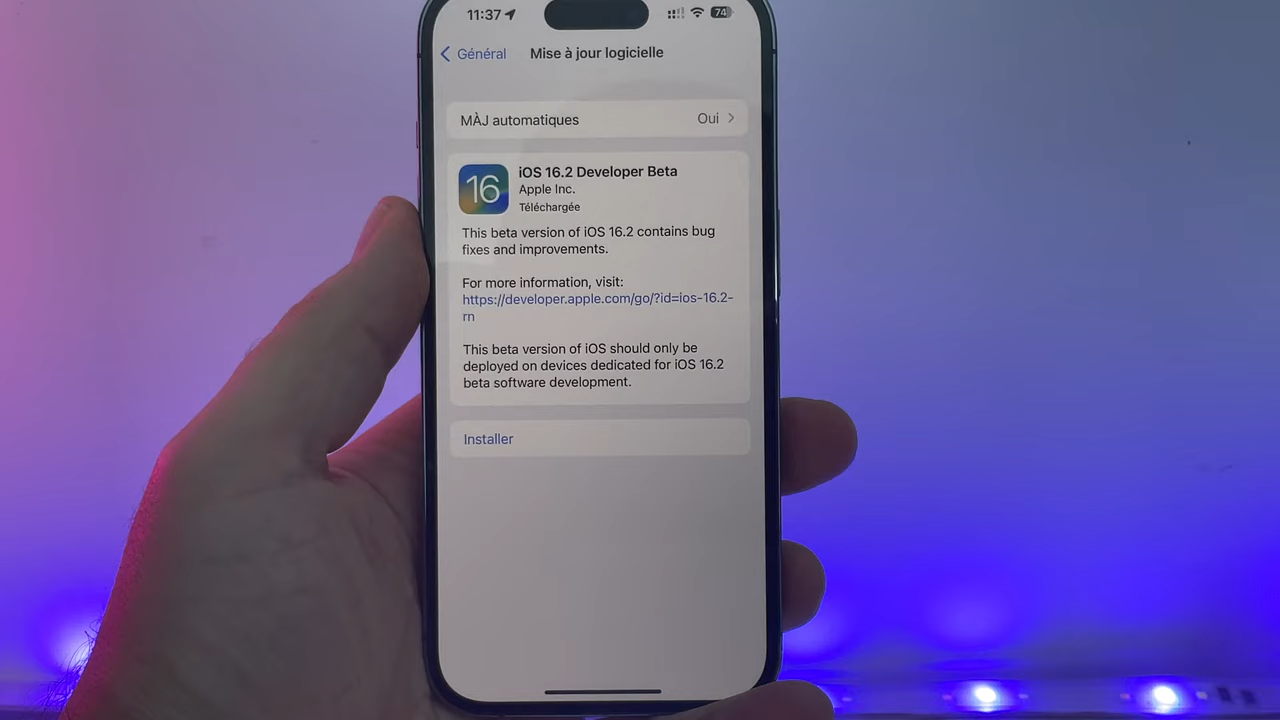 11:37
74
Général
Mise à jour logicielle
MÀJ automatiques
Oui
16
iOS 16.2 Developer Beta
Apple Inc.
Téléchargée
This beta version of iOS 16.2 contains bug
fixes and improvements.
For more information, visit:
https://developer.apple.com/go/?id=ios-16.2-
rn
This beta version of iOS should only be
deployed on devices dedicated for iOS 16.2
beta software development.
Installer